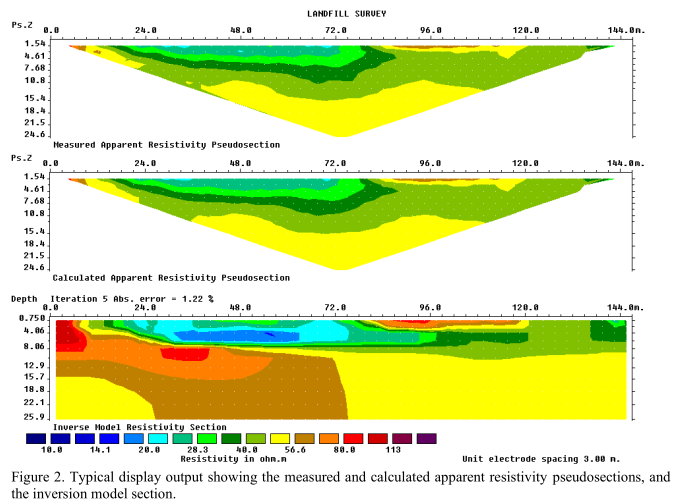 LANDFILL SURVEY
Ps.Z
0.0 24.0 48.0 72.0 96.0 120.0 144.0m.
1.54
4.61
7.68
10.8
15.4
18.4
21.5
24.6
Measured Apparent Resistivity Pseudosection
Ps.Z
0.0 24.0 48.0 72.0 96.0 120.0 144.0m.
1.54
4.61
7.68
10.8
15.4
18.4
21.5
24.6
Calculated Apparent Resistivity Pseudosection
Depth Iteration 5 Abs. error = 1.22 %
0.0 24.0 48.0 72.0 96.0 120.0 144.0m.
0.750
4.06
8.06
12.9
15.7
18.8
22.1
25.9
Inverse Model Resistivity Section
10.0 14.1 20.0 28.3 40.0 56.6 80.0 113
Resistivity in ohm.m Unit electrode spacing 3.00 m.
Figure 2. Typical display output showing the measured and calculated apparent resistivity pseudosections, and
the inversion model section.